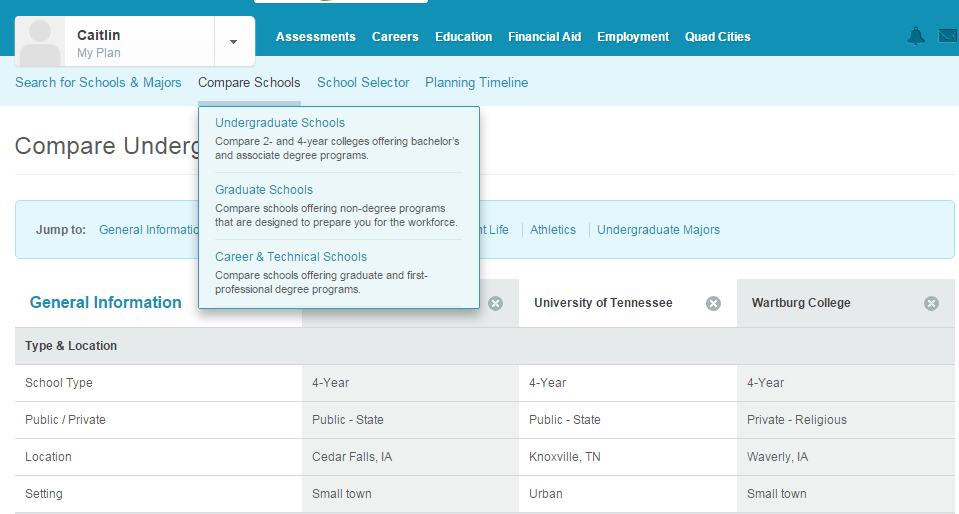 Caitlin
My Plan
Assessments Careers Education Financial Aid Employment Quad Cities
Search for Schools & Majors Compare Schools School Selector Planning Timeline
Undergraduate Schools
Compare 2- and 4-year colleges offering bachelor's
and associate degree programs.
Graduate Schools
Compare schools offering non-degree programs
that are designed to prepare you for the workforce.
Career & Technical Schools
Compare schools offering graduate and first-
professional degree programs.
Compare
Jump to: General Life Athletics Undergraduate Majors
General Information University of Tennessee Wartburg College
Type & Location
School Type 4-Year 4-Year 4-Year
Public / Private Public - State Public - State Private - Religious
Location Cedar Falls, IA Knoxville, TN Waverly, IA
Setting Small town Urban Small town